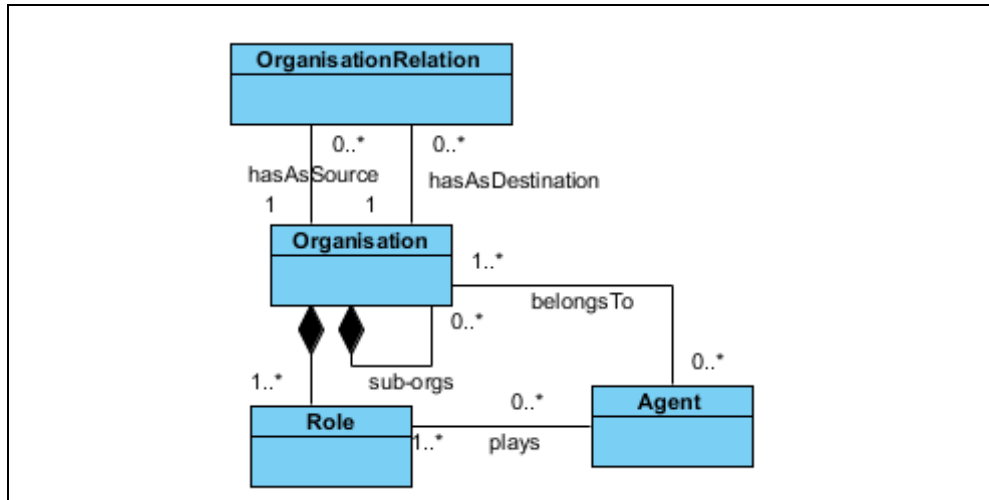 OrganisationRelation
0..*
0..*
hasAsSource
hasAsDestination
1
1
Organisation
1..*
belongsTo
0..*
1..*
sub-orgs
0..*
0..*
Role
Agent
1..*
plays